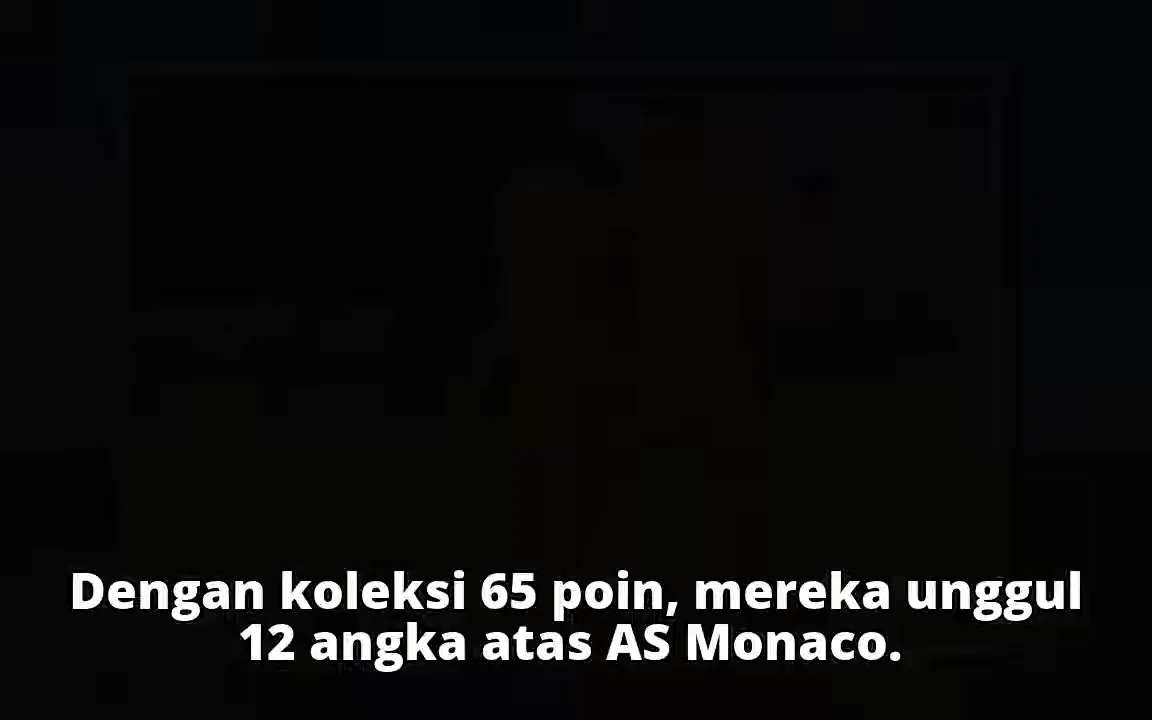 Dengan koleksi 65 poin, mereka unggul
12 angka atas AS Monaco.